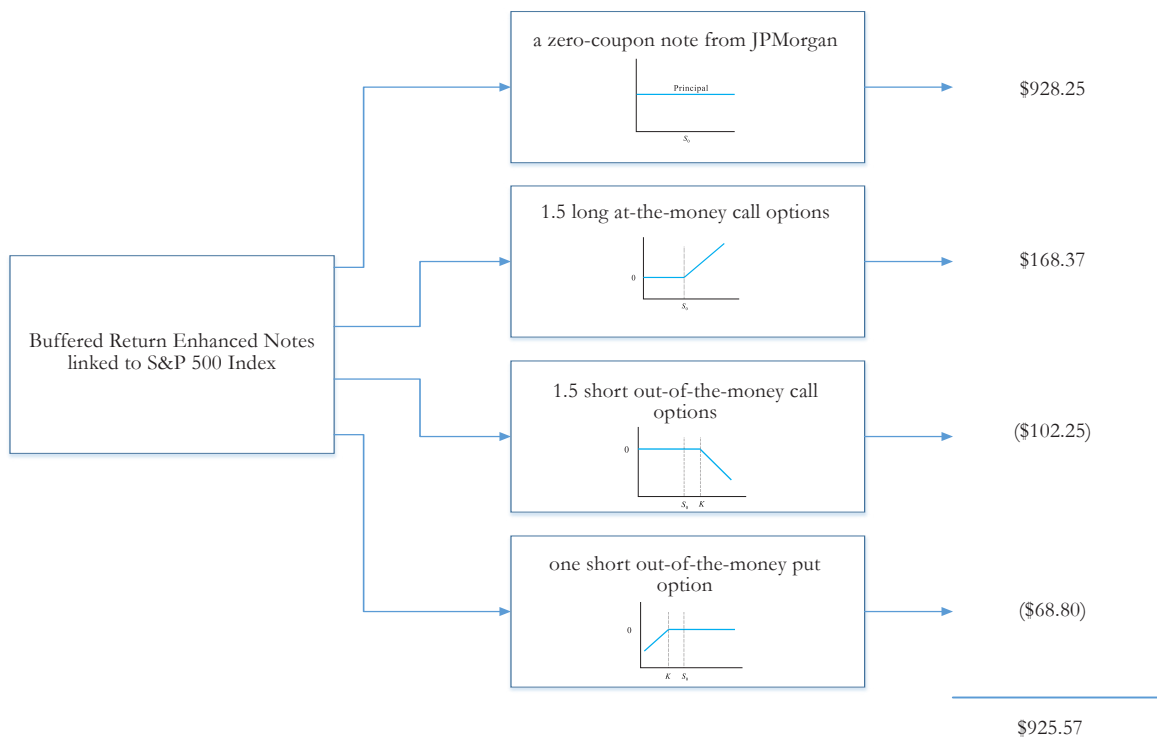 a zero-coupon note from JPMorgan
Principal
S₀
$928.25
1.5 long at-the-money call options
0
S₀
$168.37
Buffered Return Enhanced Notes
linked to S&P 500 Index
1.5 short out-of-the-money call
options
0
S₀ K
($102.25)
one short out-of-the-money put
option
0
K S₀
($68.80)
$925.57